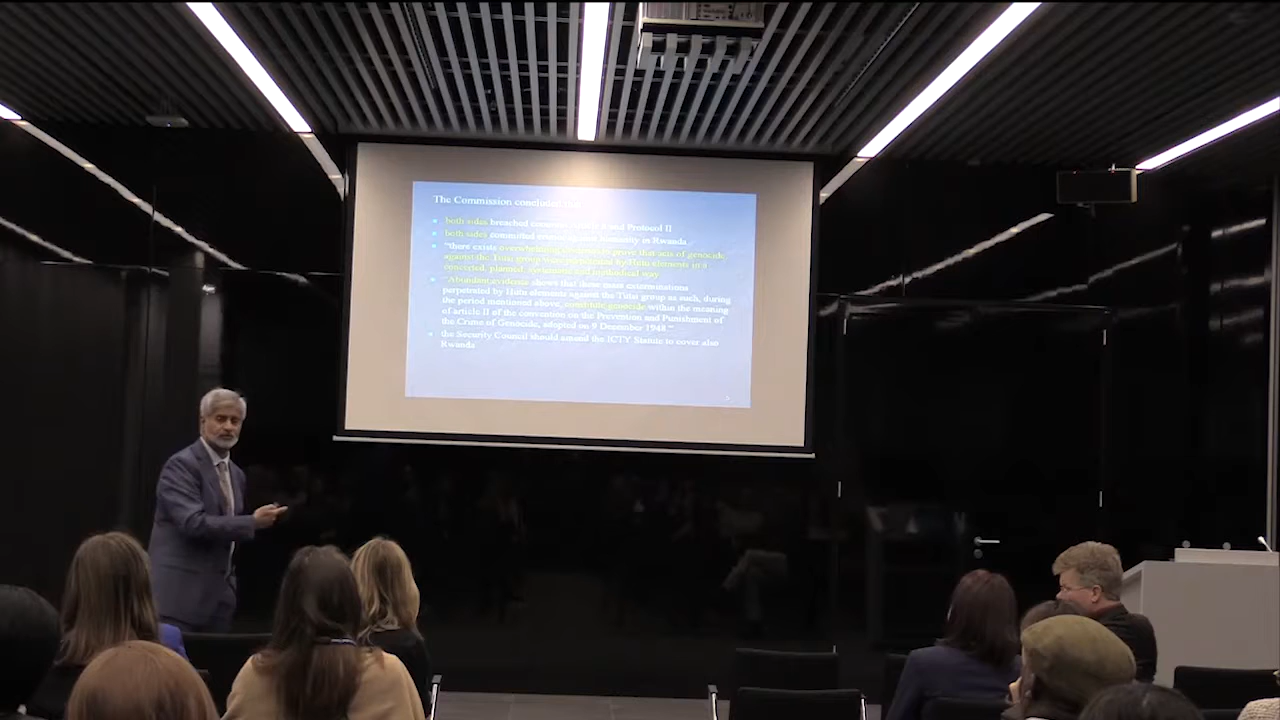 The Commission concluded
both sides breached common and Protocol II
both sides committed crimes against humanity in Rwanda
"there exists overwhelming evidence to prove that acts of genocide
against the Tutsi group were perpetrated by Hutu elements in a
concerted, planned, systematic and methodical way
"Abundant evidence shows that these mass exterminations
perpetrated by Hutu elements against the Tutsi group as such, during
the period mentioned above, constitute genocide within the meaning
of article II of the convention on the Prevention and Punishment of
the Crime of Genocide, adopted on 9 December 1948."
the Security Council should amend the ICTY Statute to cover also
Rwanda